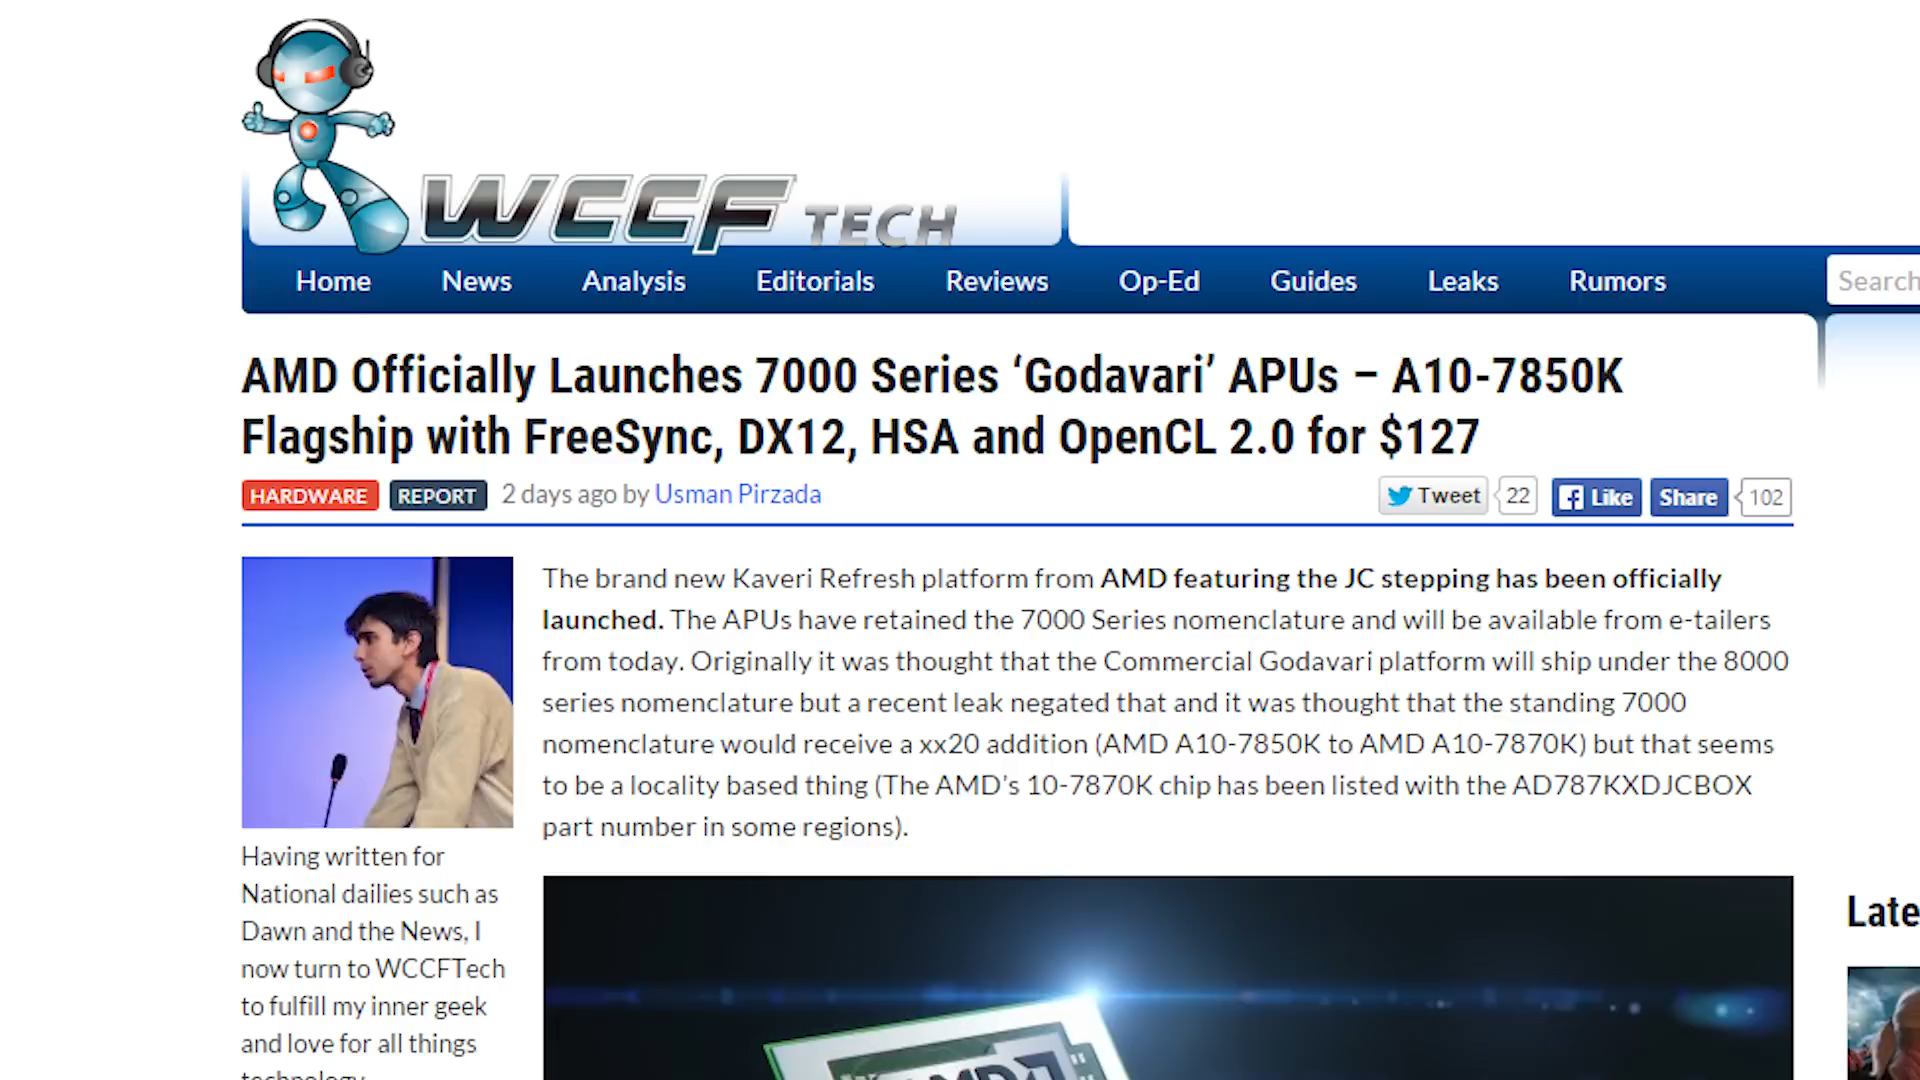 WCCF TECH
Home News Analysis Editorials Reviews Op-Ed Guides Leaks Rumors Search
AMD Officially Launches 7000 Series ‘Godavari’ APUs – A10-7850K
Flagship with FreeSync, DX12, HSA and OpenCL 2.0 for $127
HARDWARE REPORT 2 days ago by Usman Pirzada
Tweet 22 Like Share 102
The brand new Kaveri Refresh platform from AMD featuring the JC stepping has been officially
launched. The APUs have retained the 7000 Series nomenclature and will be available from e-tailers
from today. Originally it was thought that the Commercial Godavari platform will ship under the 8000
series nomenclature but a recent leak negated that and it was thought that the standing 7000
nomenclature would receive a xx20 addition (AMD A10-7850K to AMD A10-7870K) but that seems
to be a locality based thing (The AMD’s 10-7870K chip has been listed with the AD787KXDJCBOX
part number in some regions).
Having written for
National dailies such as
Dawn and the News, I
now turn to WCCFTech
to fulfill my inner geek
and love for all things
technology.
Late
AMD